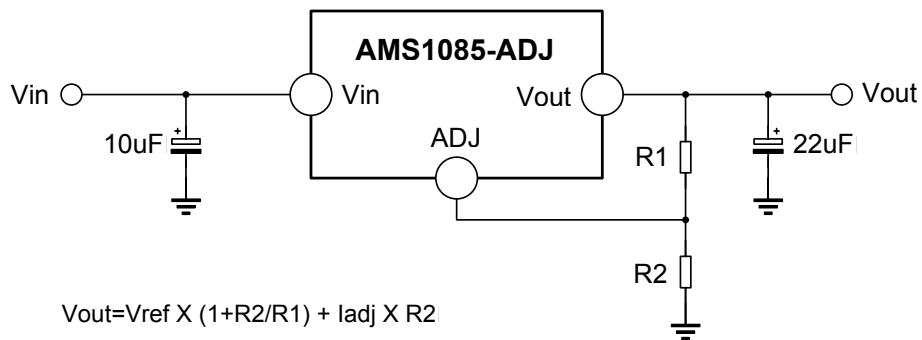 AMS1085-ADJ
Vin
Vin
Vout
Vout
10uF
ADJ
R1
22uF
R2
Vout=Vref X (1+R2/R1) + Iadj X R2